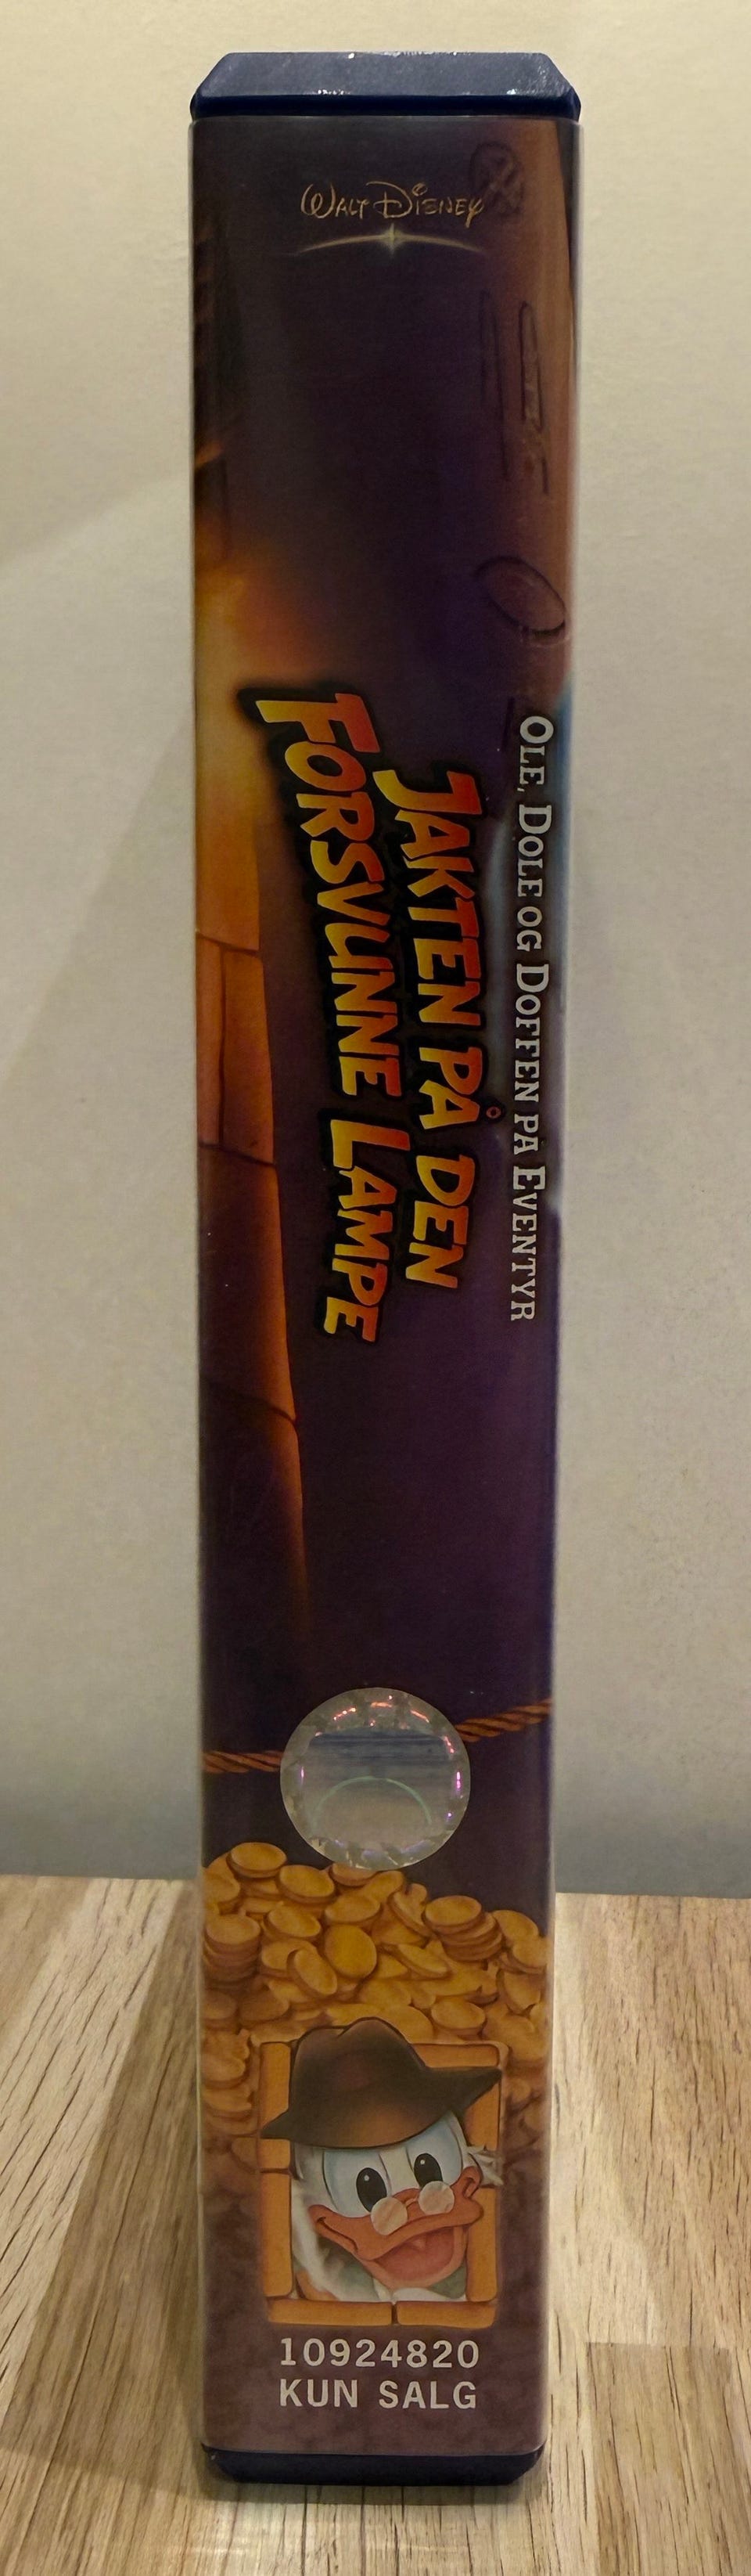 WALT DISNEY
OLE, DOLE OG DOFFEN PÅ EVENTYR
JAKTEN PÅ DEN
FORSVUNNE LAMPE
10924820
KUN SALG